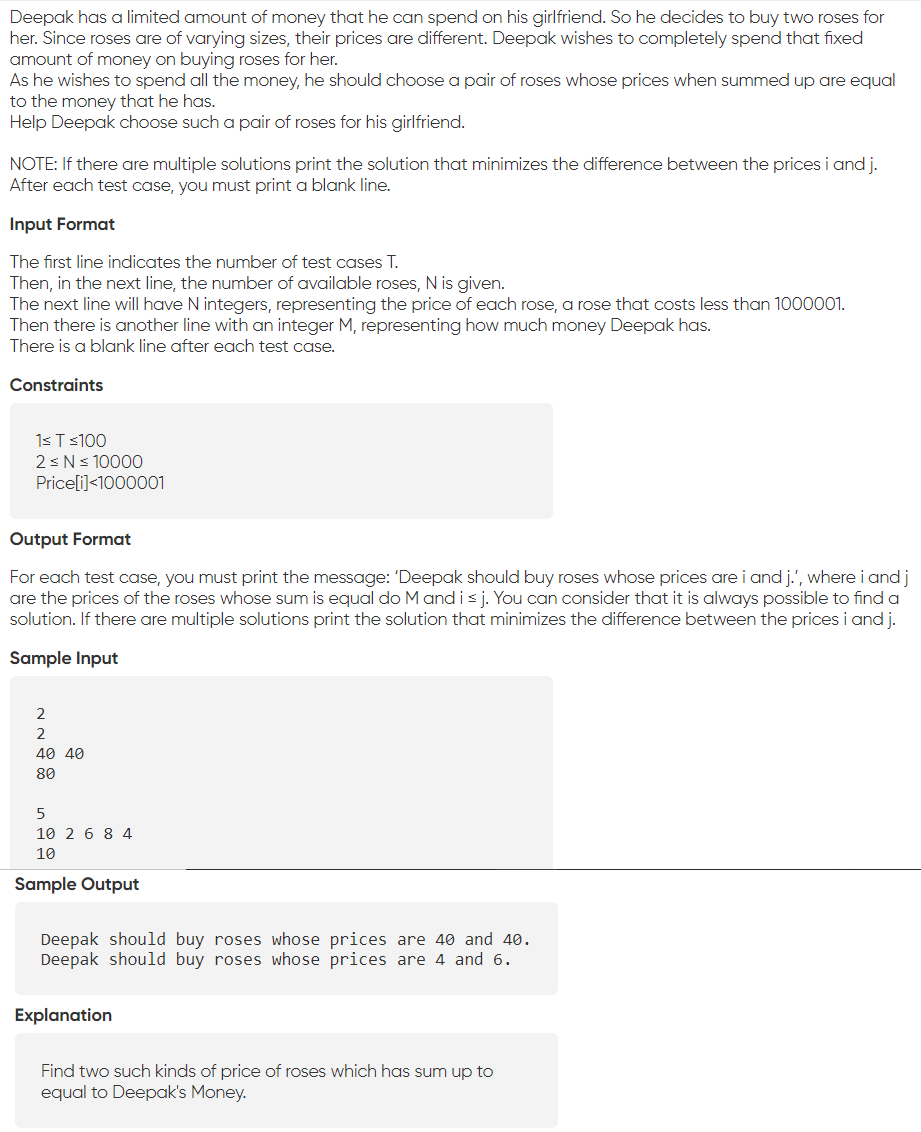 Deepak has a limited amount of money that he can spend on his girlfriend. So he decides to buy two roses for
her. Since roses are of varying sizes, their prices are different. Deepak wishes to completely spend that fixed
amount of money on buying roses for her.
As he wishes to spend all the money, he should choose a pair of roses whose prices when summed up are equal
to the money that he has.
Help Deepak choose such a pair of roses for his girlfriend.
NOTE: If there are multiple solutions print the solution that minimizes the difference between the prices i and j.
After each test case, you must print a blank line.
Input Format
The first line indicates the number of test cases T.
Then, in the next line, the number of available roses, N is given.
The next line will have N integers, representing the price of each rose, a rose that costs less than 1000001.
Then there is another line with an integer M, representing how much money Deepak has.
There is a blank line after each test case.
Constraints
1≤ T ≤100
2 ≤ N ≤ 10000
Price[i]<1000001
Output Format
For each test case, you must print the message: 'Deepak should buy roses whose prices are i and j.', where i and j
are the prices of the roses whose sum is equal do M and i ≤ j. You can consider that it is always possible to find a
solution. If there are multiple solutions print the solution that minimizes the difference between the prices i and j.
Sample Input
2
2
40 40
80
5
10 2 6 8 4
10
Sample Output
Deepak should buy roses whose prices are 40 and 40.
Deepak should buy roses whose prices are 4 and 6.
Explanation
Find two such kinds of price of roses which has sum up to
equal to Deepak's Money.